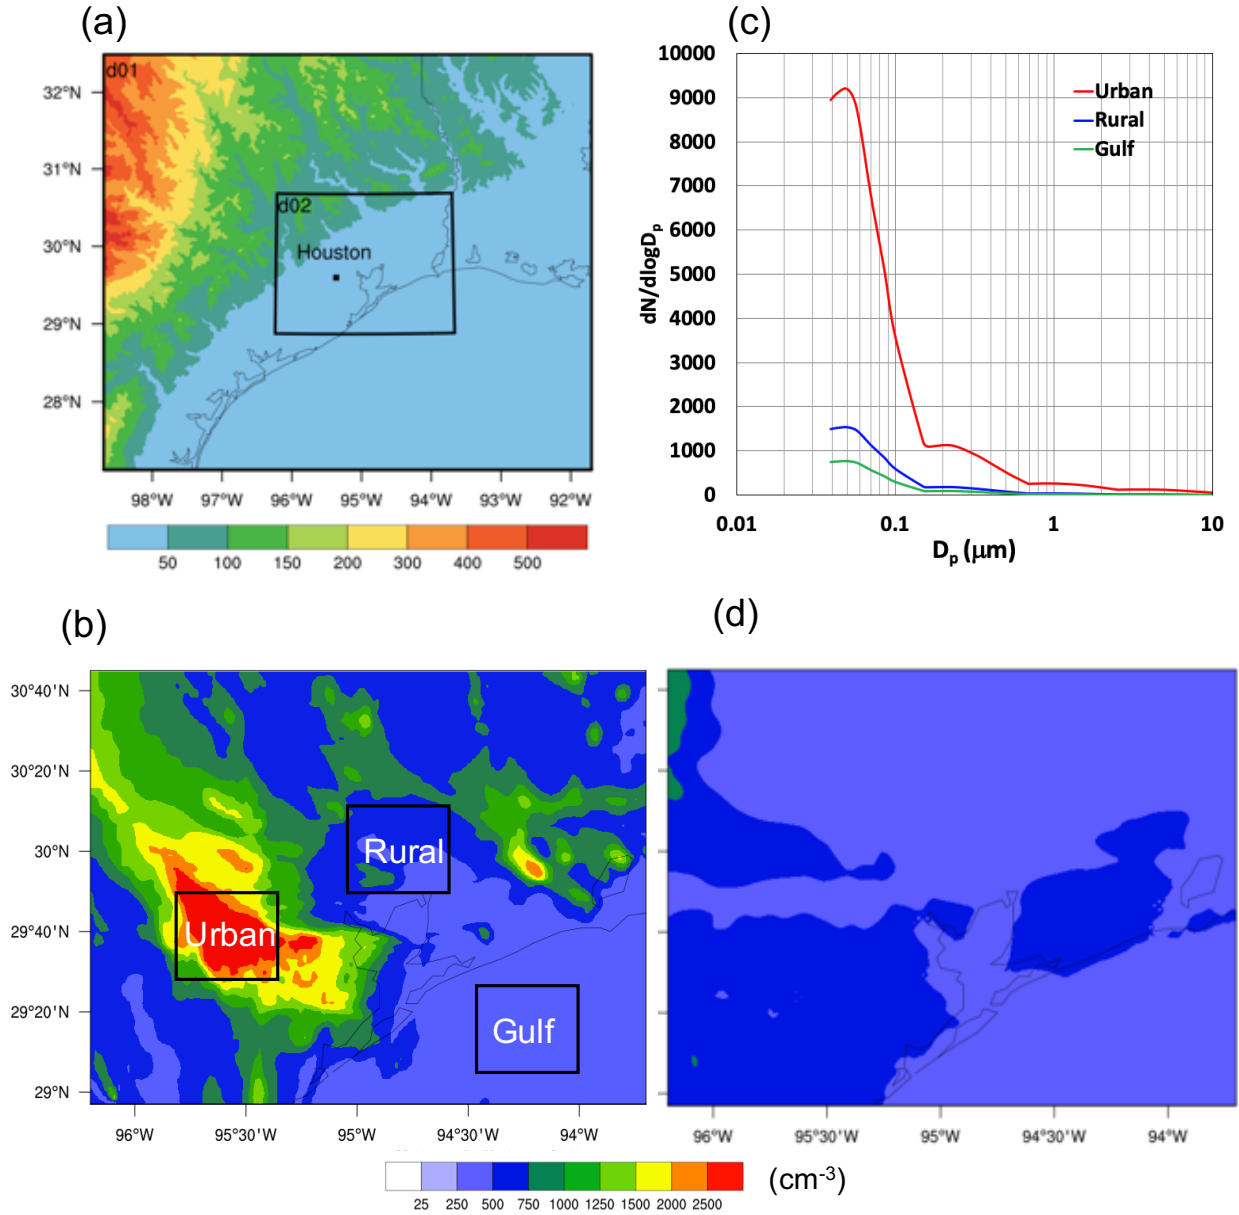 (a)
d01
d02
Houston
32°N
31°N
30°N
29°N
28°N
98°W 97°W 96°W 95°W 94°W 93°W 92°W
50 100 150 200 300 400 500
(c)
10000
9000
8000
7000
6000
5000
4000
3000
2000
1000
0
dN/dlogDp
Urban
Rural
Gulf
0.01 0.1 1 10
Dp (μm)
(b)
30°40'N
30°20'N
30°N
29°40'N
29°20'N
29°N
Rural
Urban
Gulf
96°W 95°30'W 95°W 94°30'W 94°W
(d)
96°W 95°30'W 95°W 94°30'W 94°W
25 250 500 750 1000 1250 1500 2000 2500
(cm-3)